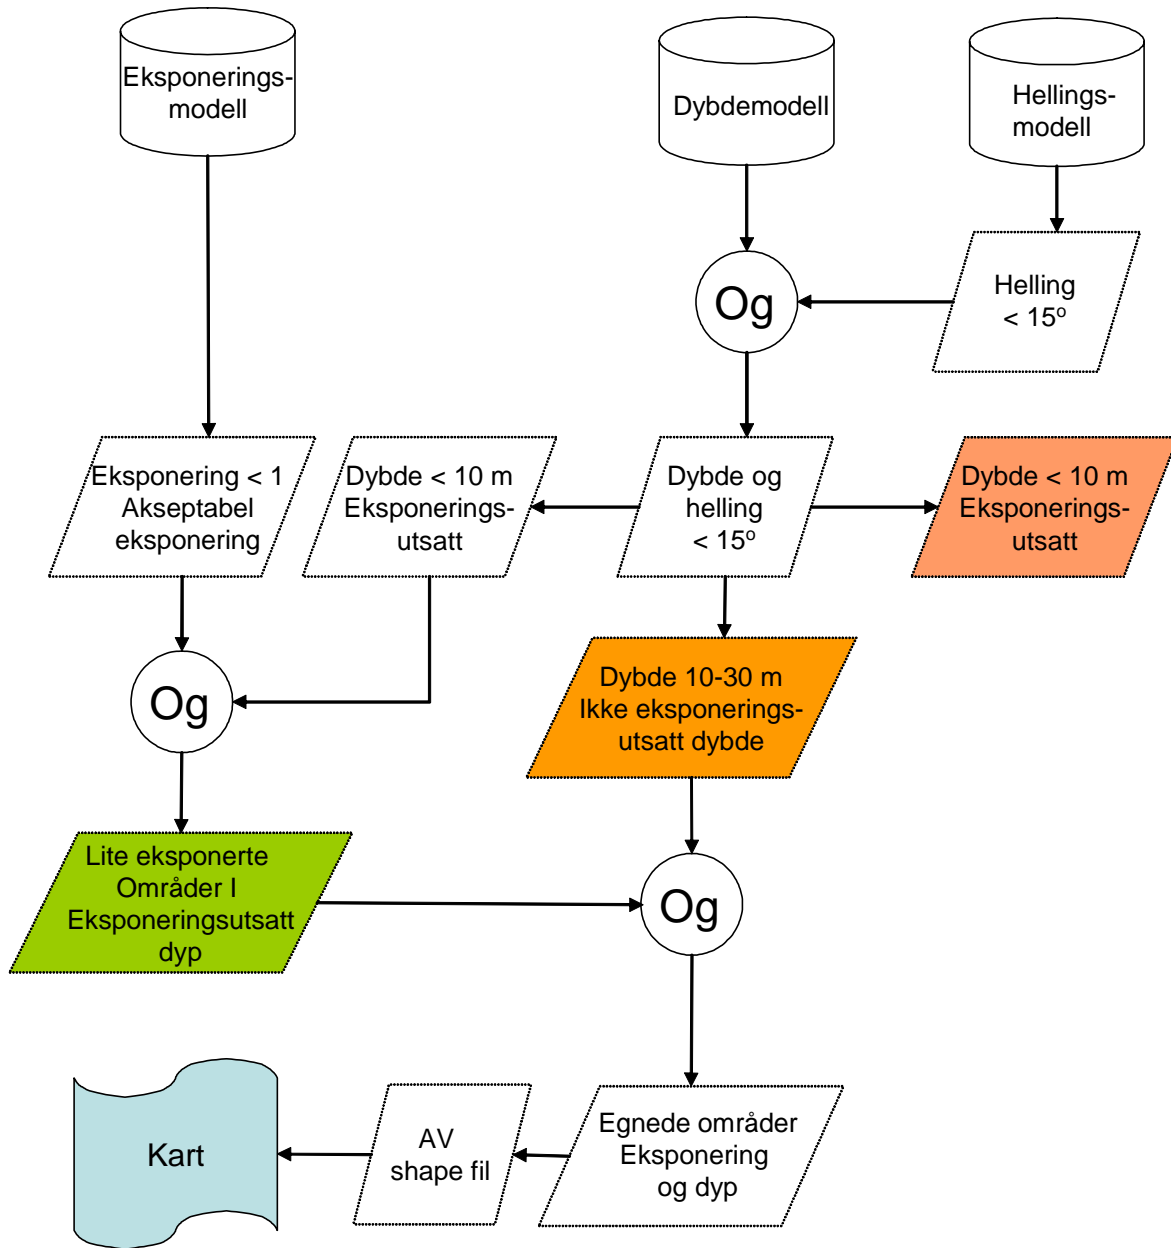 Eksponerings-
modell
Dybdemodell
Hellings-
modell
Og
Helling
< 15º
Eksponering < 1
Akseptabel
eksponering
Dybde < 10 m
Eksponerings-
utsatt
Dybde og
helling
< 15º
Dybde < 10 m
Eksponerings-
utsatt
Og
Dybde 10-30 m
Ikke eksponerings-
utsatt dybde
Lite eksponerte
Områder I
Eksponeringsutsatt
dyp
Og
Kart
AV
shape fil
Egnede områder
Eksponering
og dyp